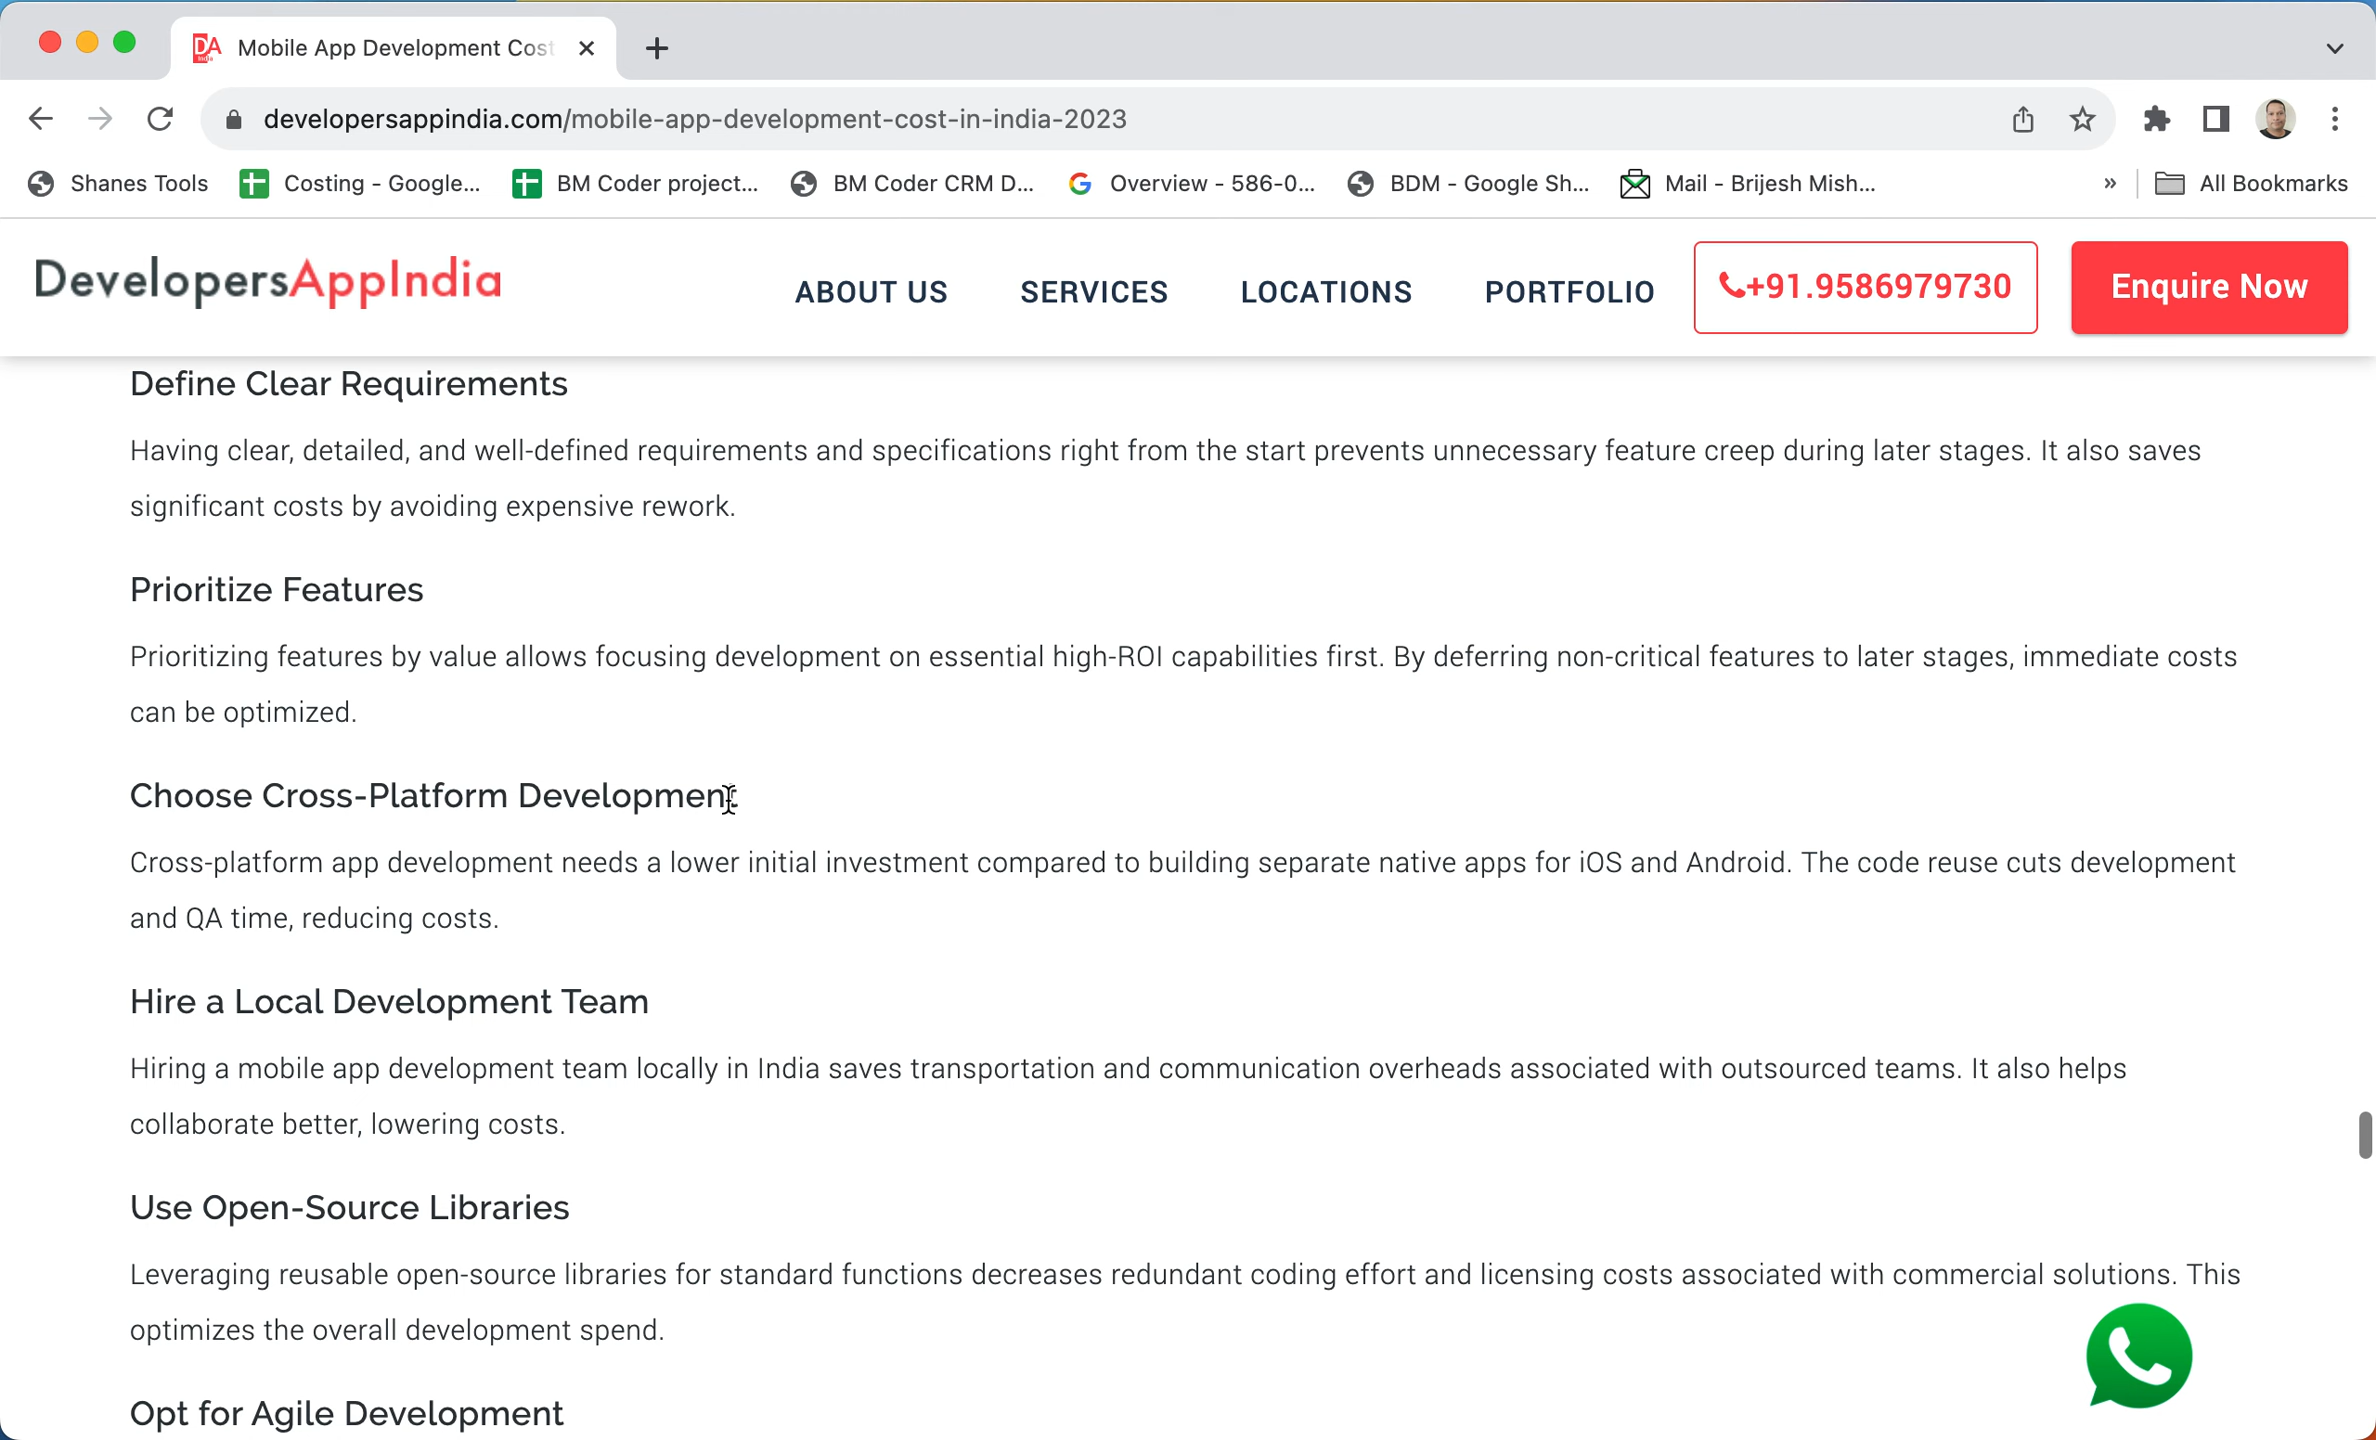 DA
India
Mobile App Development Cost
developersappindia.com/mobile-app-development-cost-in-india-2023
Shanes Tools
Costing - Google...
BM Coder project...
BM Coder CRM D...
Overview - 586-0...
BDM - Google Sh...
Mail - Brijesh Mish...
»
All Bookmarks
DevelopersAppIndia
ABOUT US
SERVICES
LOCATIONS
PORTFOLIO
+91.9586979730
Enquire Now
Define Clear Requirements
Having clear, detailed, and well-defined requirements and specifications right from the start prevents unnecessary feature creep during later stages. It also saves
significant costs by avoiding expensive rework.
Prioritize Features
Prioritizing features by value allows focusing development on essential high-ROI capabilities first. By deferring non-critical features to later stages, immediate costs
can be optimized.
Choose Cross-Platform Development
Cross-platform app development needs a lower initial investment compared to building separate native apps for iOS and Android. The code reuse cuts development
and QA time, reducing costs.
Hire a Local Development Team
Hiring a mobile app development team locally in India saves transportation and communication overheads associated with outsourced teams. It also helps
collaborate better, lowering costs.
Use Open-Source Libraries
Leveraging reusable open-source libraries for standard functions decreases redundant coding effort and licensing costs associated with commercial solutions. This
optimizes the overall development spend.
Opt for Agile Development